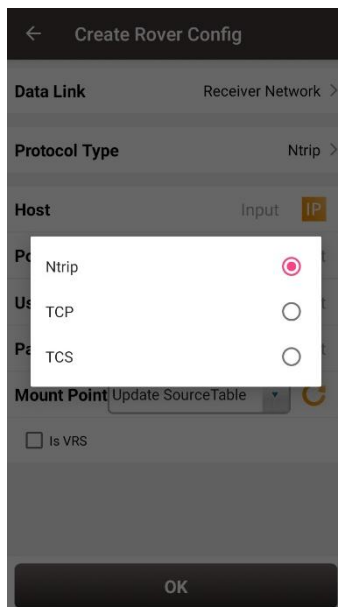 Create Rover Config
Data Link Receiver Network
Protocol Type Ntrip
Host Input IP
Ntrip
TCP
TCS
Mount Point Update SourceTable
Is VRS
OK